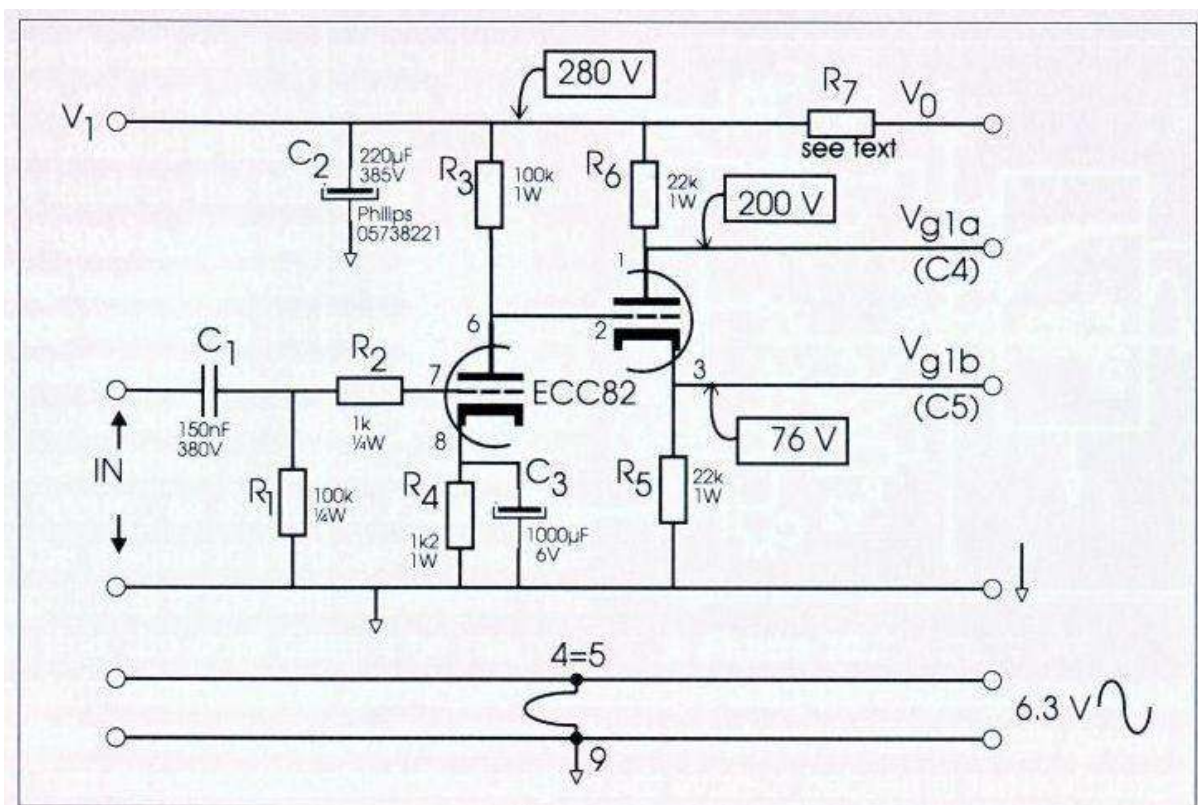 280 V
V1
R7
V0
see text
C2
220µF
385V
Phillips
05738221
R3
100k
1W
R6
22k
1W
200 V
Vg1a
(C4)
1
2
6
3
Vg1b
(C5)
C1
150nF
380V
R2
1k
¼W
7
ECC82
8
76 V
IN
R1
100k
¼W
R4
1k2
1W
C3
1000µF
6V
R5
22k
1W
4=5
6.3 V
9